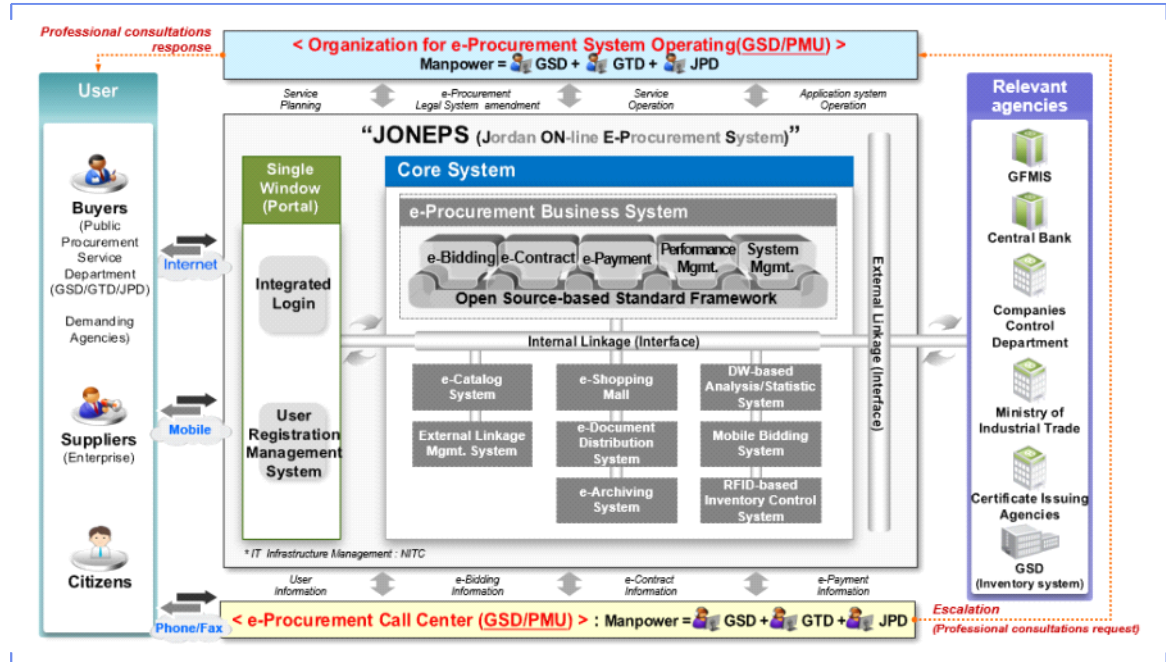 Professional consultations
response
< Organization for e-Procurement System Operating(GSD/PMU) >
Manpower = GSD + GTD + JPD
Service
Planning
e-Procurement
Legal System amendment
Service
Operation
Application system
Operation
User
Buyers
(Public
Procurement
Service
Department
(GSD/GTD/JPD)
Demanding
Agencies)
Suppliers
(Enterprise)
Citizens
Internet
Mobile
Phone/Fax
"JONEPS (Jordan ON-line E-Procurement System)"
Single
Window
(Portal)
Integrated
Login
User
Registration
Management
System
Core System
e-Procurement Business System
e-Bidding
e-Contract
e-Payment
Performance
Mgmt.
System
Mgmt.
Open Source-based Standard Framework
Internal Linkage (Interface)
e-Catalog
System
e-Shopping
Mall
DW-based
Analysis/Statistic
System
External Linkage
Mgmt. System
e-Document
Distribution
System
Mobile Bidding
System
e-Archiving
System
RFID-based
Inventory Control
System
External Linkage (Interface)
* IT Infrastructure Management : NITC
Relevant
agencies
GFMIS
Central Bank
Companies
Control
Department
Ministry of
Industrial Trade
Certificate Issuing
Agencies
GSD
(Inventory system)
User
Information
e-Bidding
Information
e-Contract
Information
e-Payment
Information
< e-Procurement Call Center (GSD/PMU) > : Manpower = GSD + GTD + JPD
Escalation
(Professional consultations request)